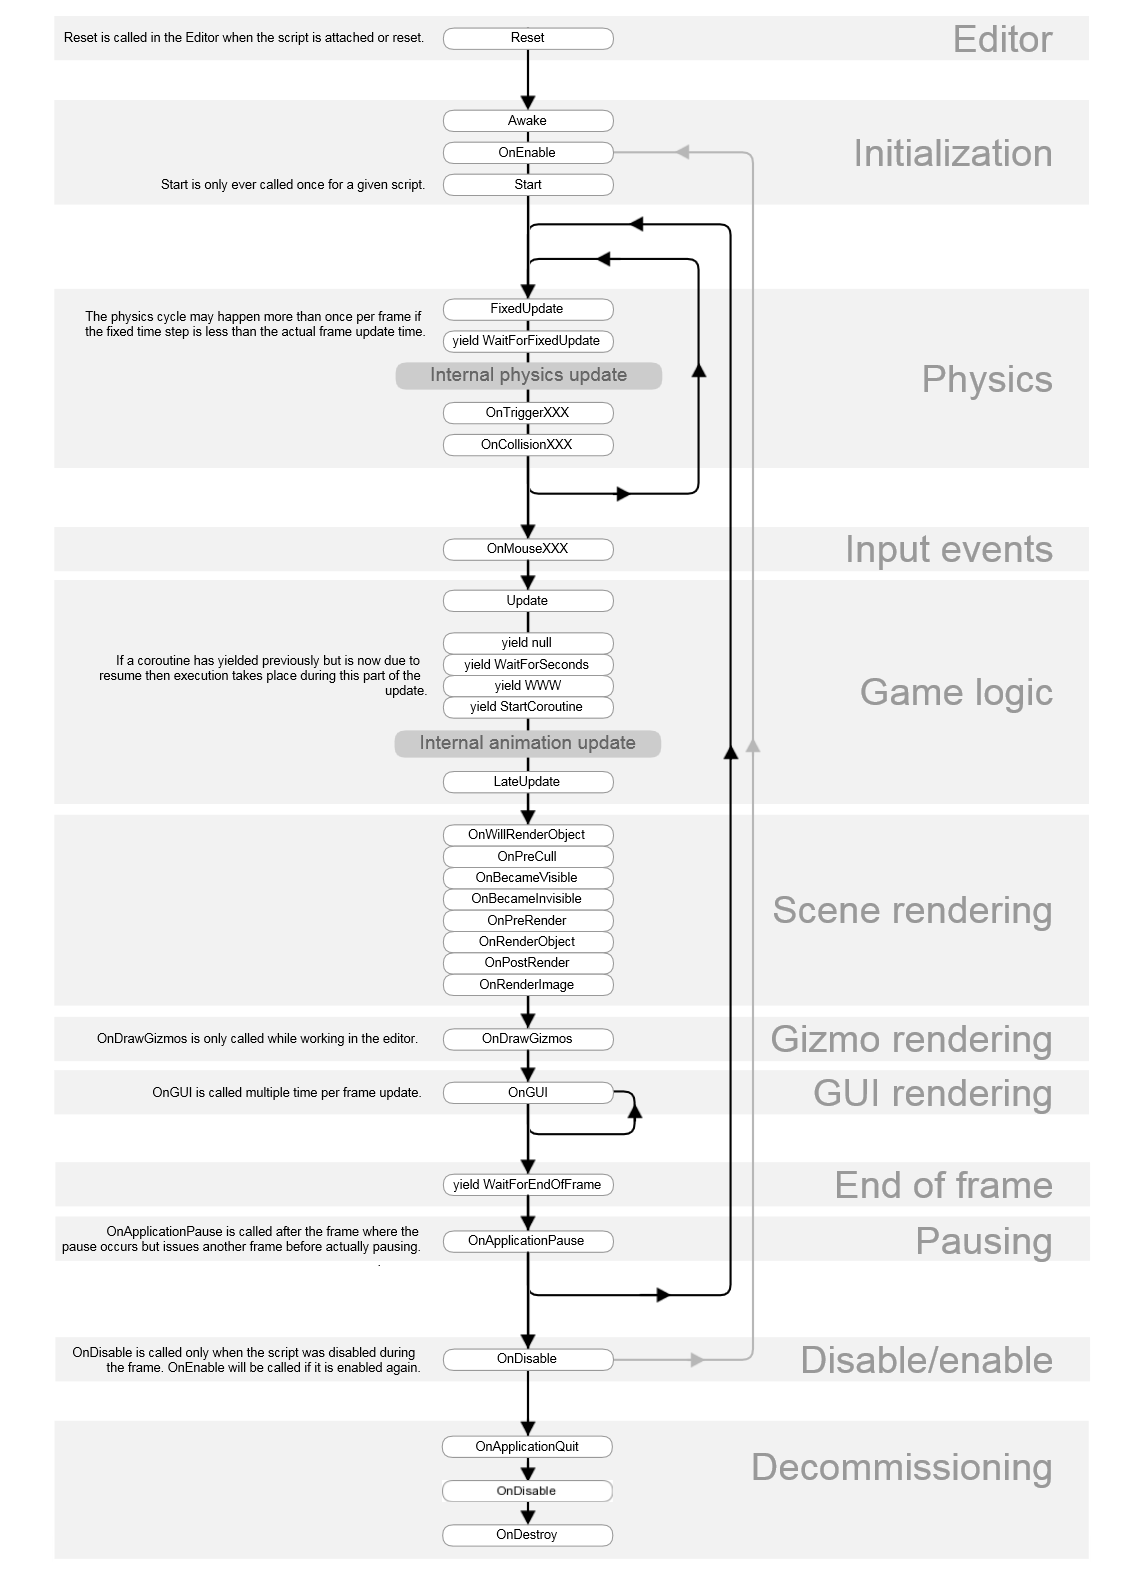 Reset is called in the Editor when the script is attached or reset.
Reset
Editor
Awake
OnEnable
Initialization
Start is only ever called once for a given script.
Start
The physics cycle may happen more than once per frame if
the fixed time step is less than the actual frame update time.
FixedUpdate
yield WaitForFixedUpdate
Internal physics update
Physics
OnTriggerXXX
OnCollisionXXX
OnMouseXXX
Input events
Update
If a coroutine has yielded previously but is now due to
resume then execution takes place during this part of the
update.
yield null
yield WaitForSeconds
yield WWW
yield StartCoroutine
Game logic
Internal animation update
LateUpdate
OnWillRenderObject
OnPreCull
OnBecameVisible
OnBecameInvisible
OnPreRender
OnRenderObject
OnPostRender
OnRenderImage
Scene rendering
OnDrawGizmos is only called while working in the editor.
OnDrawGizmos
Gizmo rendering
OnGUI is called multiple time per frame update.
OnGUI
GUI rendering
yield WaitForEndOfFrame
End of frame
OnApplicationPause is called after the frame where the
pause occurs but issues another frame before actually pausing.
.
OnApplicationPause
Pausing
OnDisable is called only when the script was disabled during
the frame. OnEnable will be called if it is enabled again.
OnDisable
Disable/enable
OnApplicationQuit
Decommissioning
OnDisable
OnDestroy